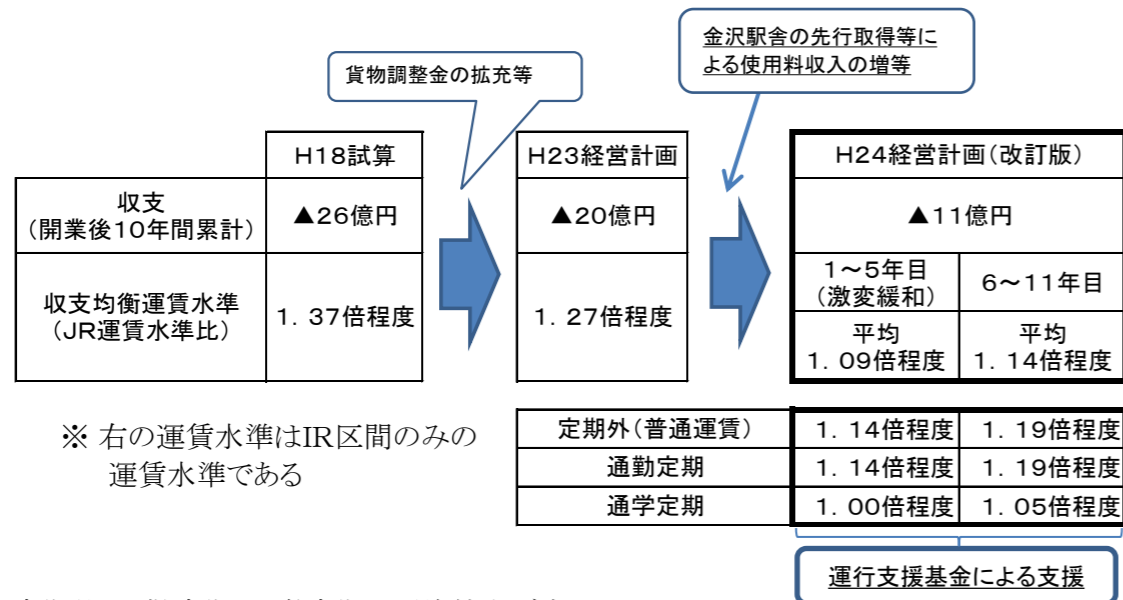 金沢駅舎の先行取得等に
よる使用料収入の増等
貨物調整金の拡充等
H18試算
H23経営計画
H24経営計画(改訂版)
収支
(開業後10年間累計)
▲26億円
▲20億円
▲11億円
収支均衡運賃水準
(JR運賃水準比)
1.37倍程度
1.27倍程度
1~5年目
(激変緩和)
6~11年目
平均
1.09倍程度
平均
1.14倍程度
※ 右の運賃水準はIR区間のみの
運賃水準である
定期外(普通運賃) 1.14倍程度 1.19倍程度
通勤定期 1.14倍程度 1.19倍程度
通学定期 1.00倍程度 1.05倍程度
運行支援基金による支援